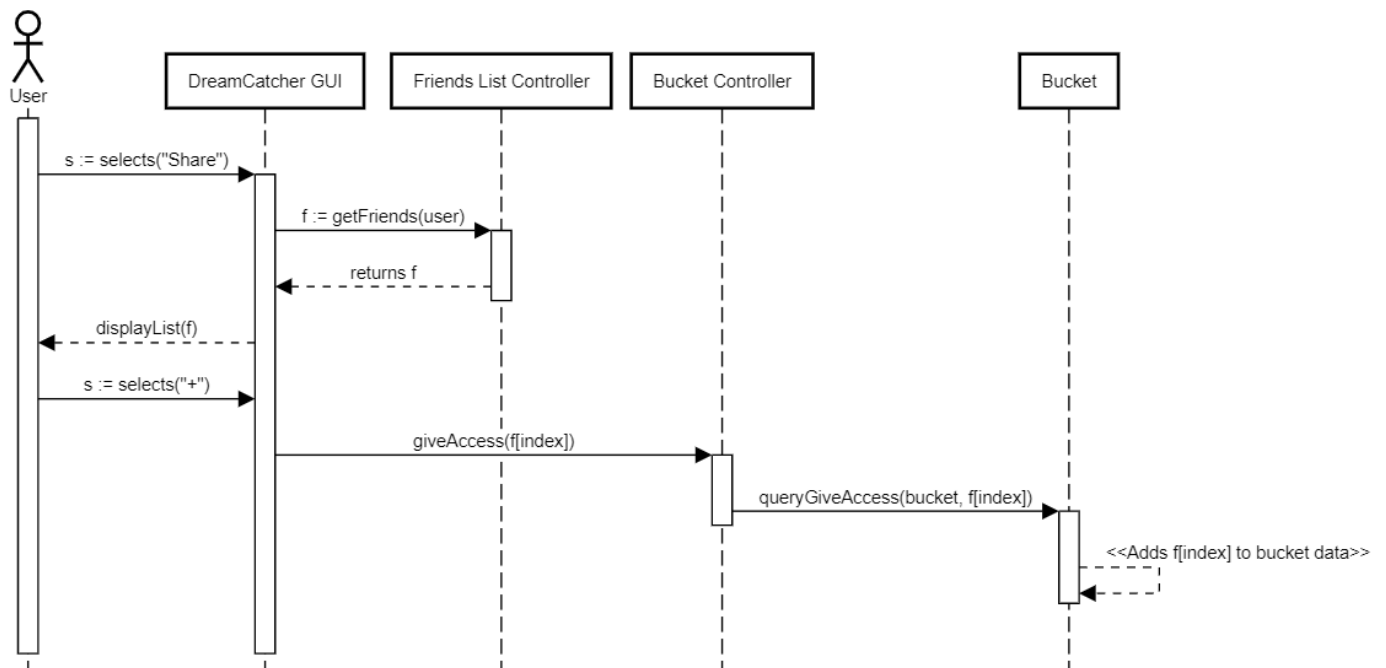 User
DreamCatcher GUI
Friends List Controller
Bucket Controller
Bucket
s := selects("Share")
f := getFriends(user)
returns f
displayList(f)
s := selects("+")
giveAccess(f[index])
queryGiveAccess(bucket, f[index])
<<Adds f[index] to bucket data>>